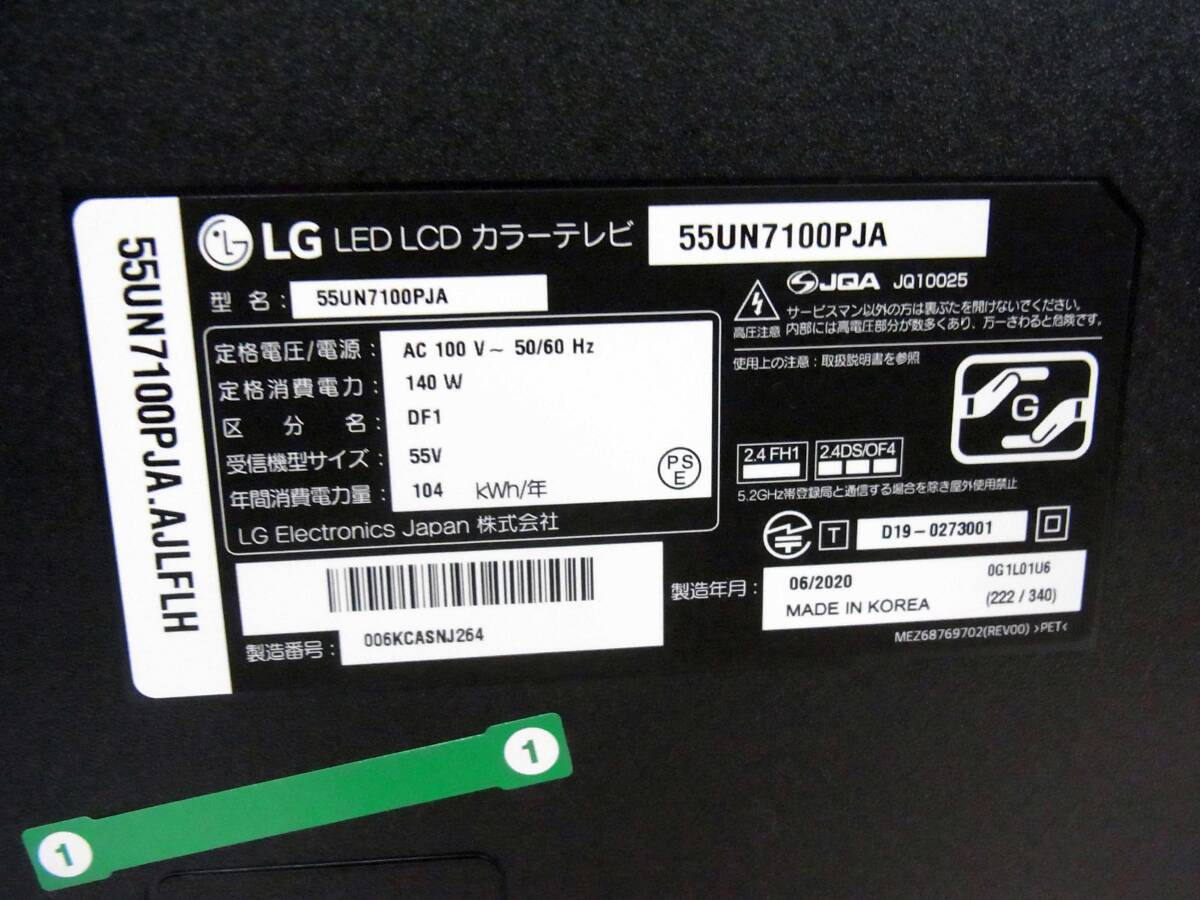 55UN7100PJA.AJLFLH
LG LED LCD カラーテレビ 55UN7100PJA
型 名 : 55UN7100PJA
定格電圧/電源 : AC 100 V ~ 50/60 Hz
定格消費電力 : 140 W
区 分 名 : DF1
受信機型サイズ : 55V
年間消費電力量 : 104 kWh/年
PS
E
LG Electronics Japan 株式会社
JQA JQ10025
高圧注意
サービスマン以外の方は裏ぶたを開けないでください。
内部には高電圧部分が数多くあり、万一さわると危険です。
使用上の注意 : 取扱説明書を参照
G
2.4 FH1 2.4DS/OF4
5.2GHz帯登録局と通信する場合を除き屋外使用禁止
T D19-0273001
製造番号 : 006KCASNJ264
製造年月 : 06/2020 0G1L01U6
MADE IN KOREA (222 / 340)
MEZ68769702(REV00) >PET<
1
1